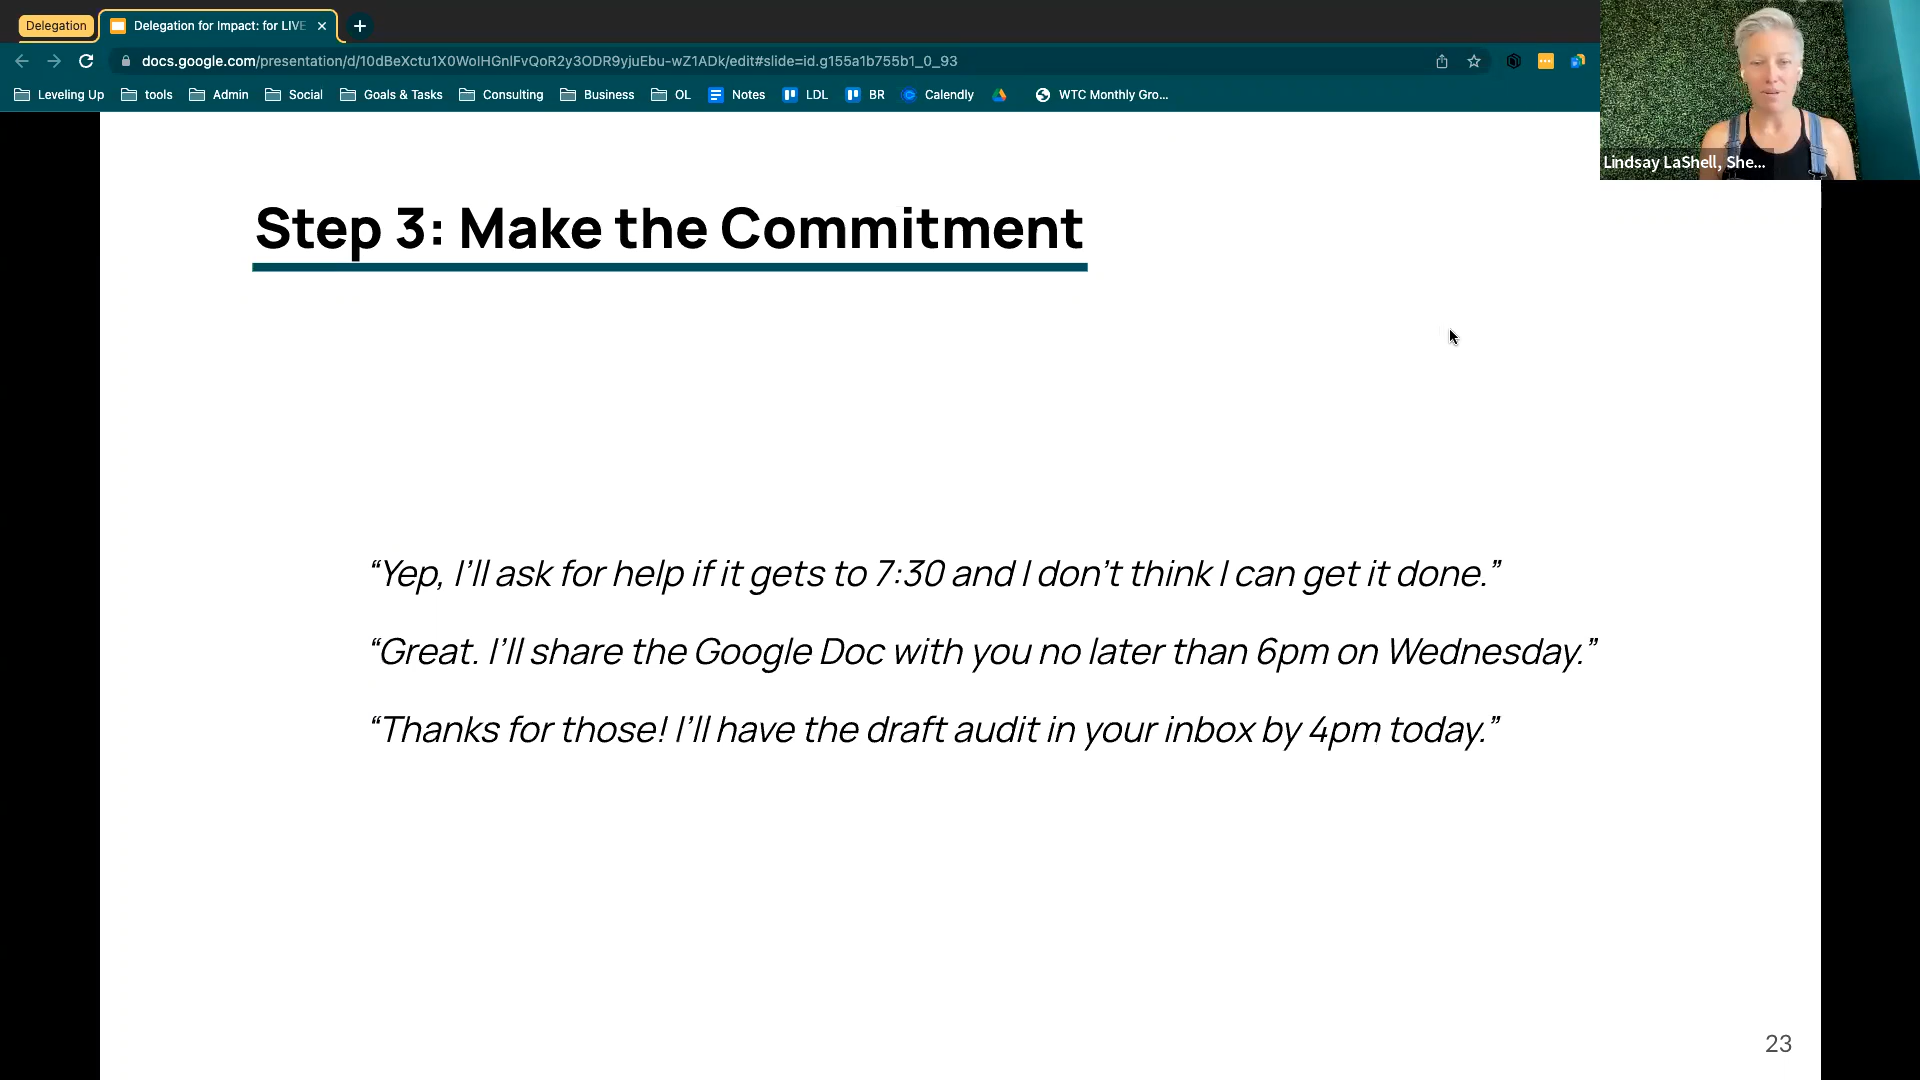 Delegation
Delegation for Impact: for LIVE
docs.google.com/presentation/d/10dBeXctu1X0WolHGnlFvQoR2y3ODR9yjuEbu-wZ1ADk/edit#slide=id.g155a1b755b1_0_93
Leveling Up tools Admin Social Goals & Tasks Consulting Business OL Notes LDL BR Calendly WTC Monthly Gro...
Lindsay LaShell, She...
Step 3: Make the Commitment
“Yep, I’ll ask for help if it gets to 7:30 and I don’t think I can get it done.”
“Great. I’ll share the Google Doc with you no later than 6pm on Wednesday.”
“Thanks for those! I’ll have the draft audit in your inbox by 4pm today.”
23